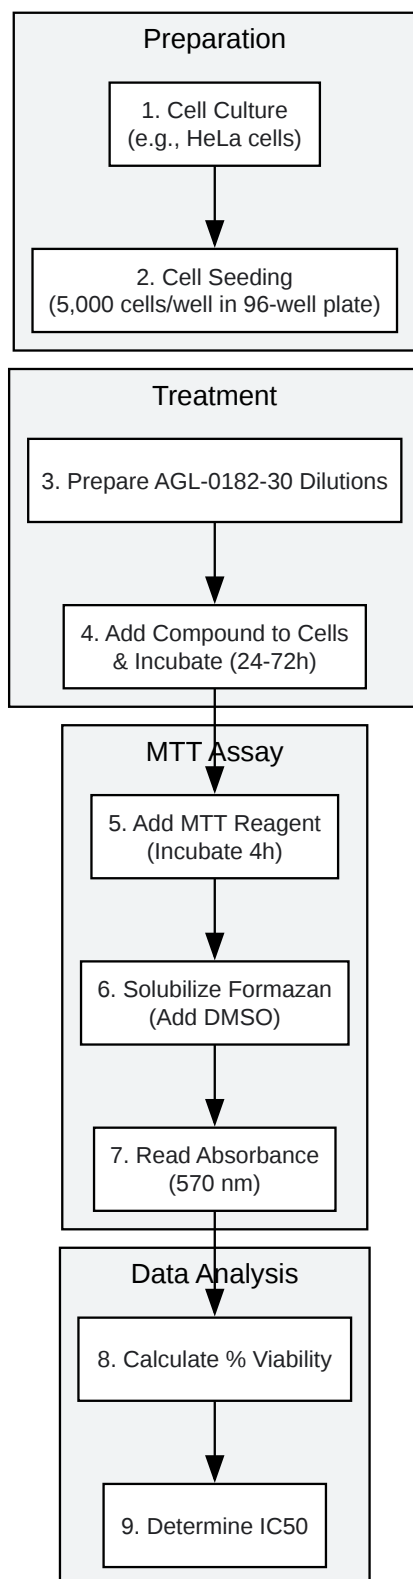 Preparation
1. Cell Culture
(e.g., HeLa cells)
2. Cell Seeding
(5,000 cells/well in 96-well plate)
Treatment
3. Prepare AGL-0182-30 Dilutions
4. Add Compound to Cells
& Incubate (24-72h)
MTT Assay
5. Add MTT Reagent
(Incubate 4h)
6. Solubilize Formazan
(Add DMSO)
7. Read Absorbance
(570 nm)
Data Analysis
8. Calculate % Viability
9. Determine IC50